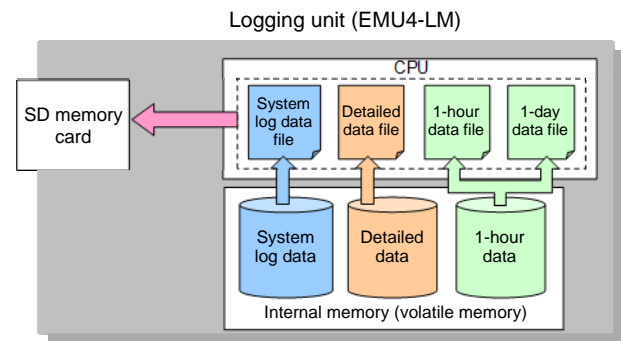 Logging unit (EMU4-LM)
CPU
SD memory
card
System
log data
file
Detailed
data file
1-hour
data file
1-day
data file
System
log data
Detailed
data
1-hour
data
Internal memory (volatile memory)